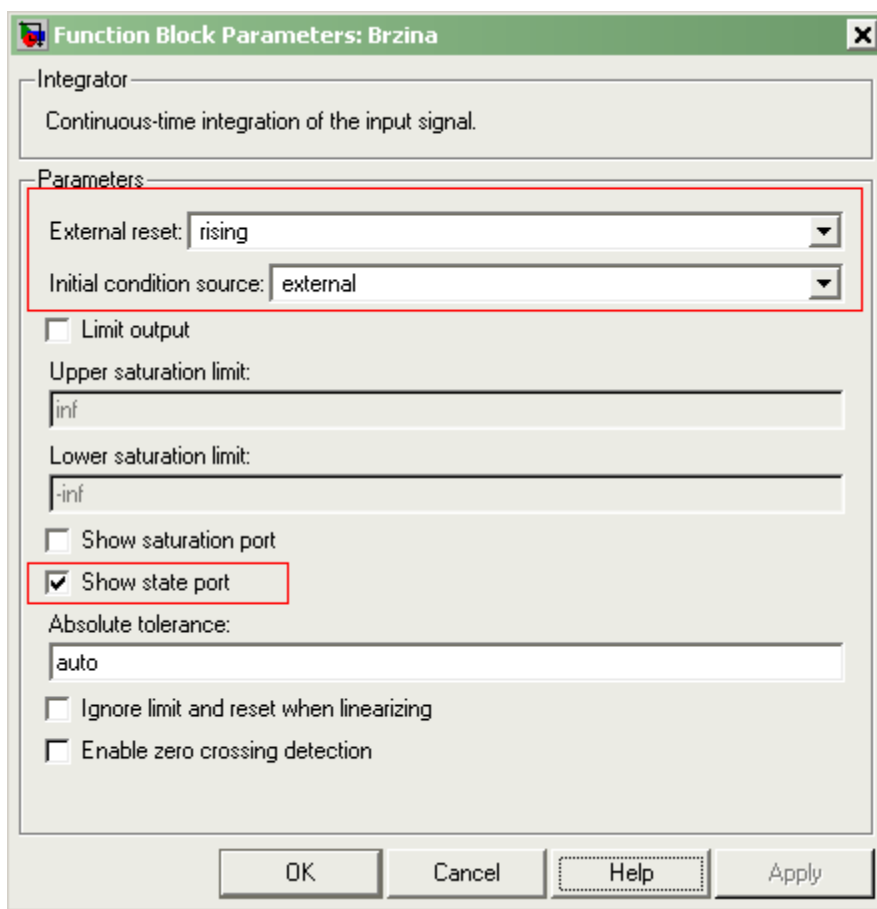 Function Block Parameters: Brzina
Integrator
Continuous-time integration of the input signal.
Parameters
External reset: rising
Initial condition source: external
Limit output
Upper saturation limit:
inf
Lower saturation limit:
-inf
Show saturation port
Show state port
Absolute tolerance:
auto
Ignore limit and reset when linearizing
Enable zero crossing detection
OK Cancel Help Apply